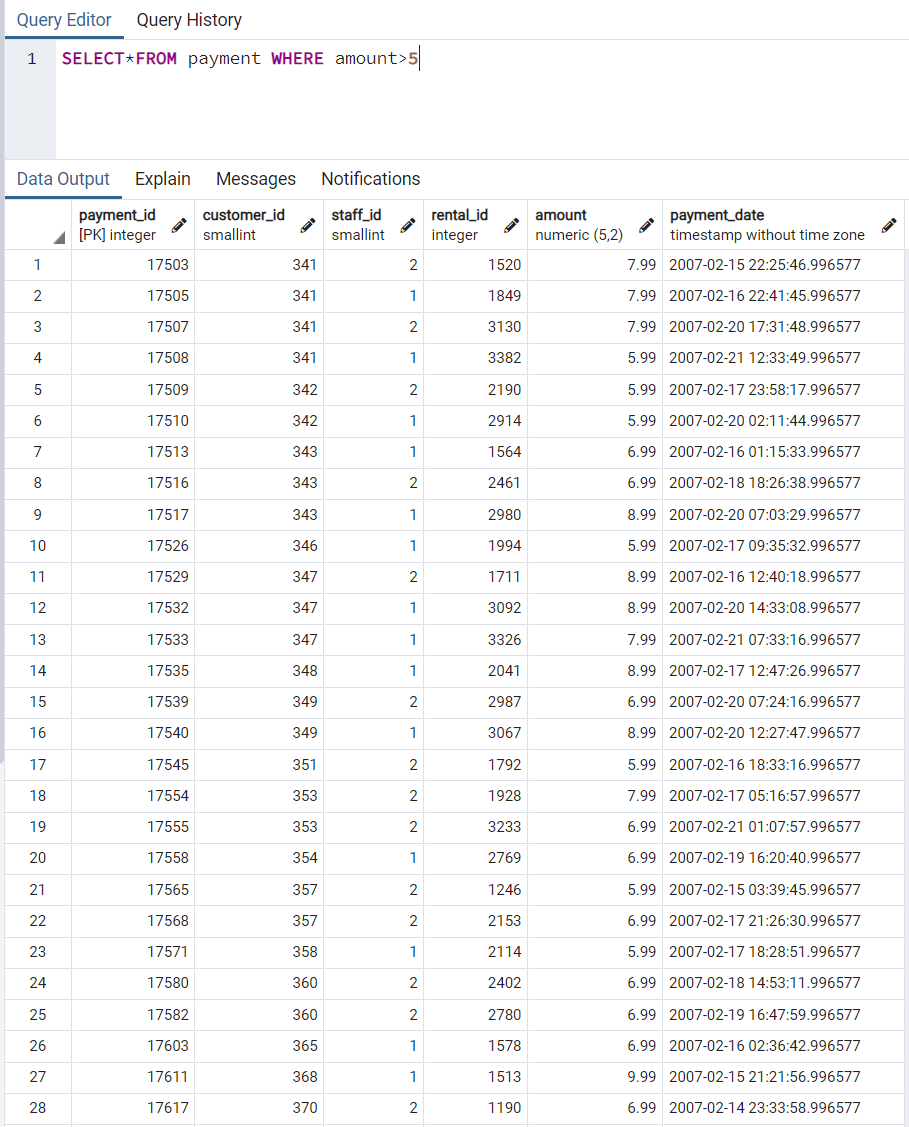 Query Editor Query History
1 SELECT*FROM payment WHERE amount>5
Data Output Explain Messages Notifications
payment_id customer_id staff_id rental_id amount payment_date
[PK] integer smallint smallint integer numeric (5,2) timestamp without time zone
1 17503 341 2 1520 7.99 2007-02-15 22:25:46.996577
2 17505 341 1 1849 7.99 2007-02-16 22:41:45.996577
3 17507 341 2 3130 7.99 2007-02-20 17:31:48.996577
4 17508 341 1 3382 5.99 2007-02-21 12:33:49.996577
5 17509 342 2 2190 5.99 2007-02-17 23:58:17.996577
6 17510 342 1 2914 5.99 2007-02-20 02:11:44.996577
7 17513 343 1 1564 6.99 2007-02-16 01:15:33.996577
8 17516 343 2 2461 6.99 2007-02-18 18:26:38.996577
9 17517 343 1 2980 8.99 2007-02-20 07:03:29.996577
10 17526 346 1 1994 5.99 2007-02-17 09:35:32.996577
11 17529 347 2 1711 8.99 2007-02-16 12:40:18.996577
12 17532 347 1 3092 8.99 2007-02-20 14:33:08.996577
13 17533 347 1 3326 7.99 2007-02-21 07:33:16.996577
14 17535 348 1 2041 8.99 2007-02-17 12:47:26.996577
15 17539 349 2 2987 6.99 2007-02-20 07:24:16.996577
16 17540 349 1 3067 8.99 2007-02-20 12:27:47.996577
17 17545 351 2 1792 5.99 2007-02-16 18:33:16.996577
18 17554 353 2 1928 7.99 2007-02-17 05:16:57.996577
19 17555 353 2 3233 6.99 2007-02-21 01:07:57.996577
20 17558 354 1 2769 6.99 2007-02-19 16:20:40.996577
21 17565 357 2 1246 5.99 2007-02-15 03:39:45.996577
22 17568 357 2 2153 6.99 2007-02-17 21:26:30.996577
23 17571 358 1 2114 5.99 2007-02-17 18:28:51.996577
24 17580 360 2 2402 6.99 2007-02-18 14:53:11.996577
25 17582 360 2 2780 6.99 2007-02-19 16:47:59.996577
26 17603 365 1 1578 6.99 2007-02-16 02:36:42.996577
27 17611 368 1 1513 9.99 2007-02-15 21:21:56.996577
28 17617 370 2 1190 6.99 2007-02-14 23:33:58.996577